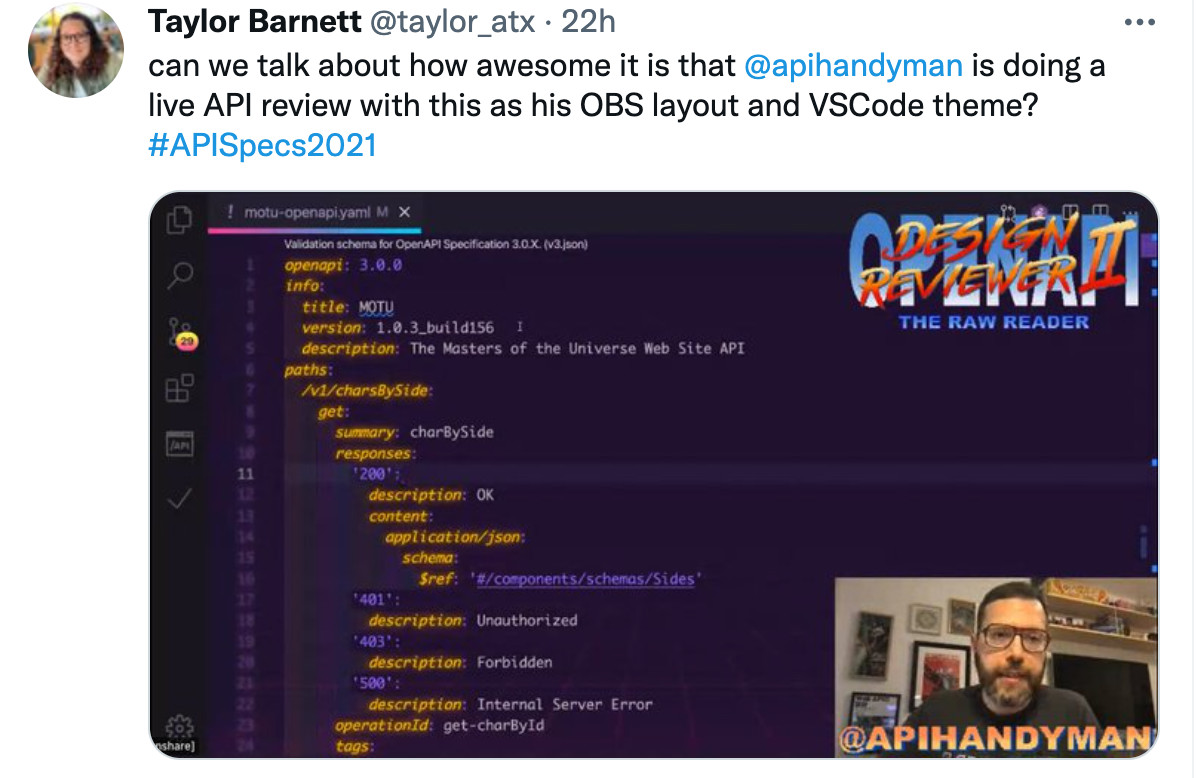 Taylor Barnett @taylor_atx · 22h
can we talk about how awesome it is that @apihandyman is doing a
live API review with this as his OBS layout and VSCode theme?
#APISpecs2021
! motu-openapi.yaml M
Validation schema for OpenAPI Specification 3.0.X. (v3.json)
1 openapi: 3.0.0
2 info:
3 title: MOTU
4 version: 1.0.3_build156
5 description: The Masters of the Universe Web Site API
6 paths:
7 /v1/charsBySide:
8 get:
9 summary: charBySide
10 responses:
11 '200':
12 description: OK
13 content:
14 application/json:
15 schema:
16 $ref: '#/components/schemas/Sides'
17 '401':
18 description: Unauthorized
19 '403':
20 description: Forbidden
21 '500':
22 description: Internal Server Error
23 operationId: get-charById
24 tags:
29
/API
nshare]
OPENAPI
DESIGN
REVIEWER II
THE RAW READER
@APIHANDYMAN